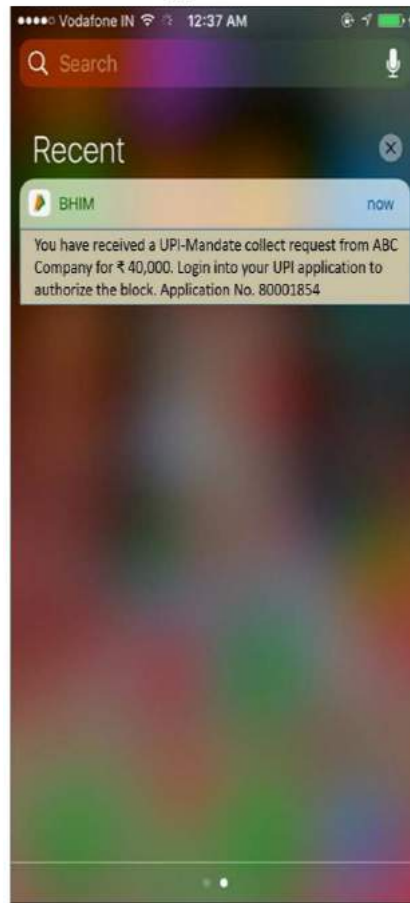 Vodafone IN 12:37 AM
Search
Recent
BHIM now
You have received a UPI-Mandate collect request from ABC
Company for ₹ 40,000. Login into your UPI application to
authorize the block. Application No. 80001854